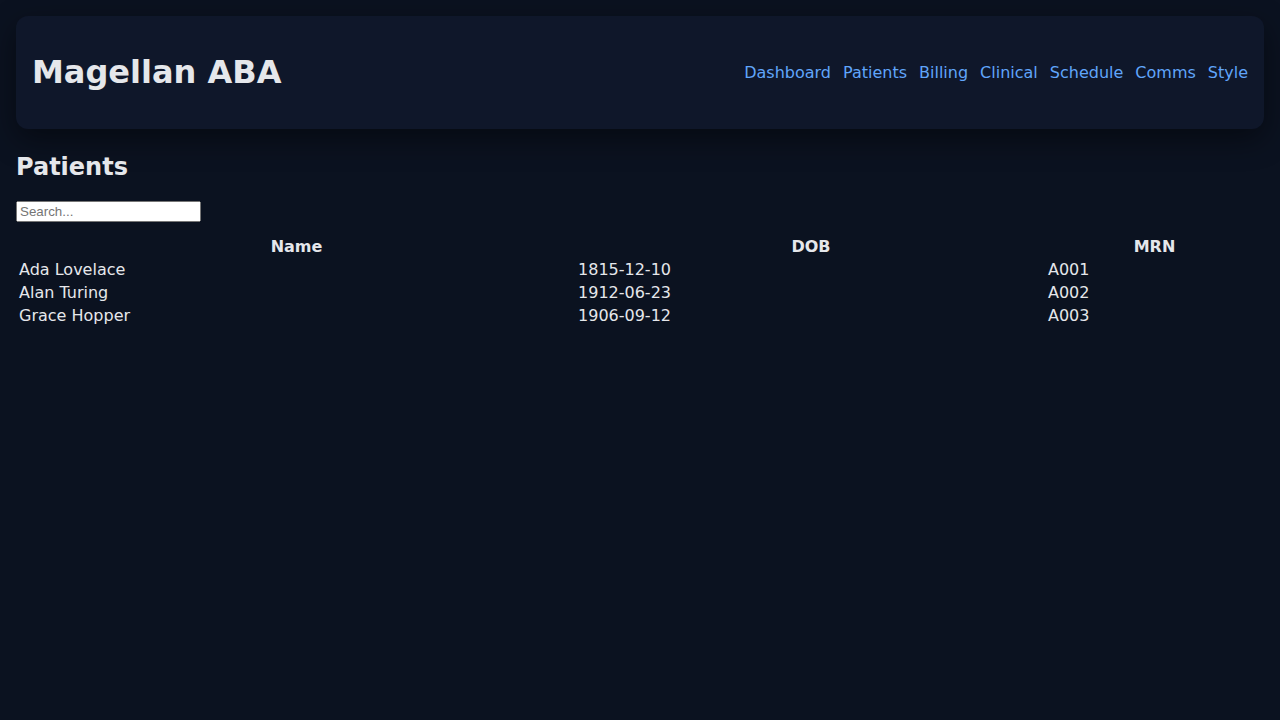 Magellan ABA
Dashboard Patients Billing Clinical Schedule Comms Style
Patients
Search...
Name DOB MRN
Ada Lovelace 1815-12-10 A001
Alan Turing 1912-06-23 A002
Grace Hopper 1906-09-12 A003